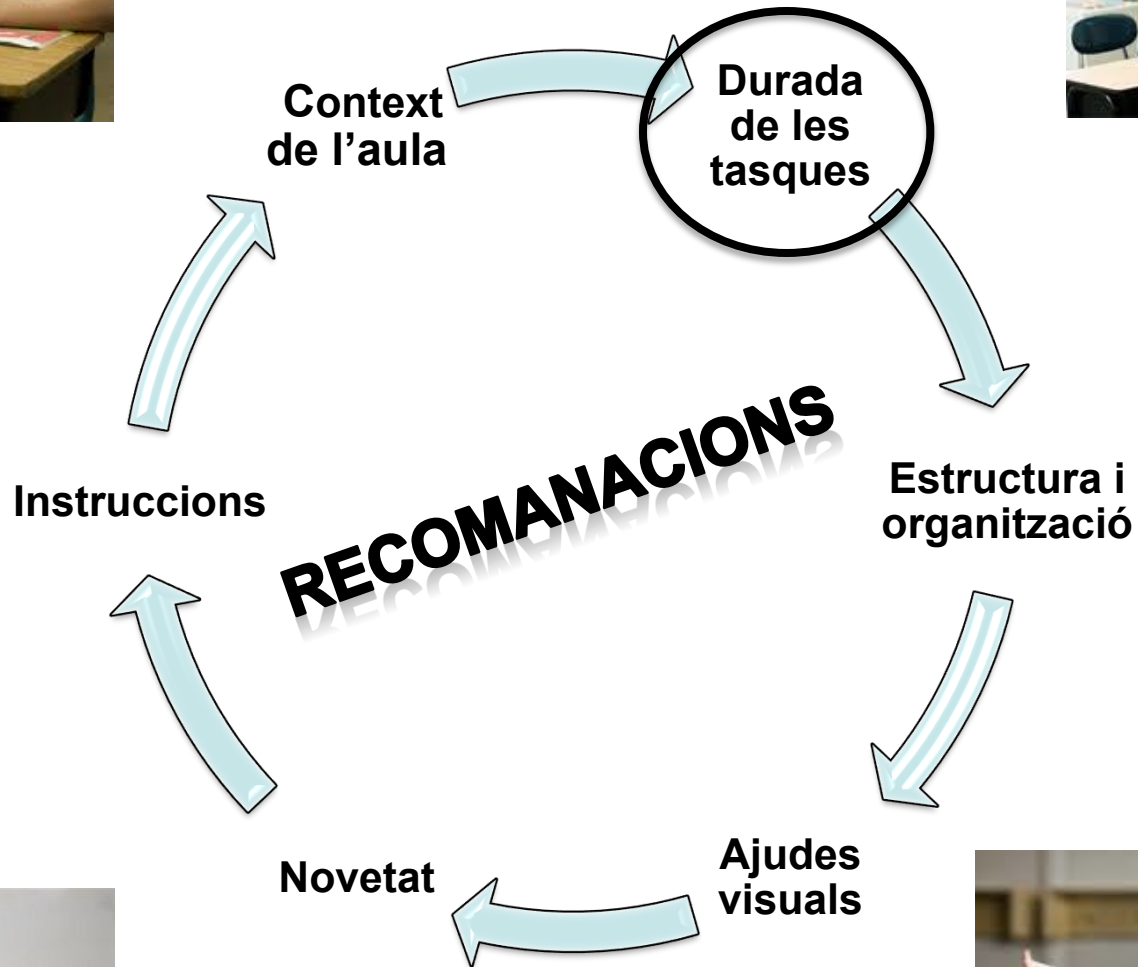 Context
de l’aula
Durada
de les
tasques
Estructura i
organització
Ajudes
visuals
Novetat
Instruccions
RECOMANACIONS